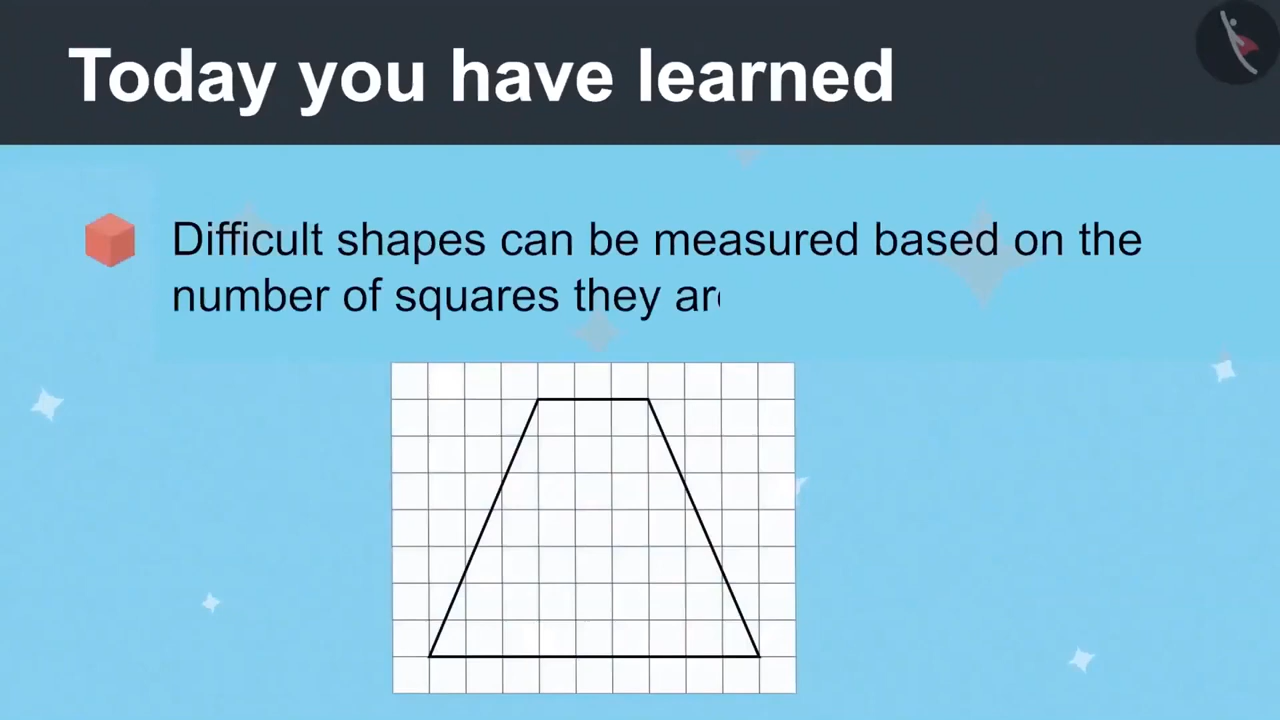 Today you have learned
Difficult shapes can be measured based on the
number of squares they